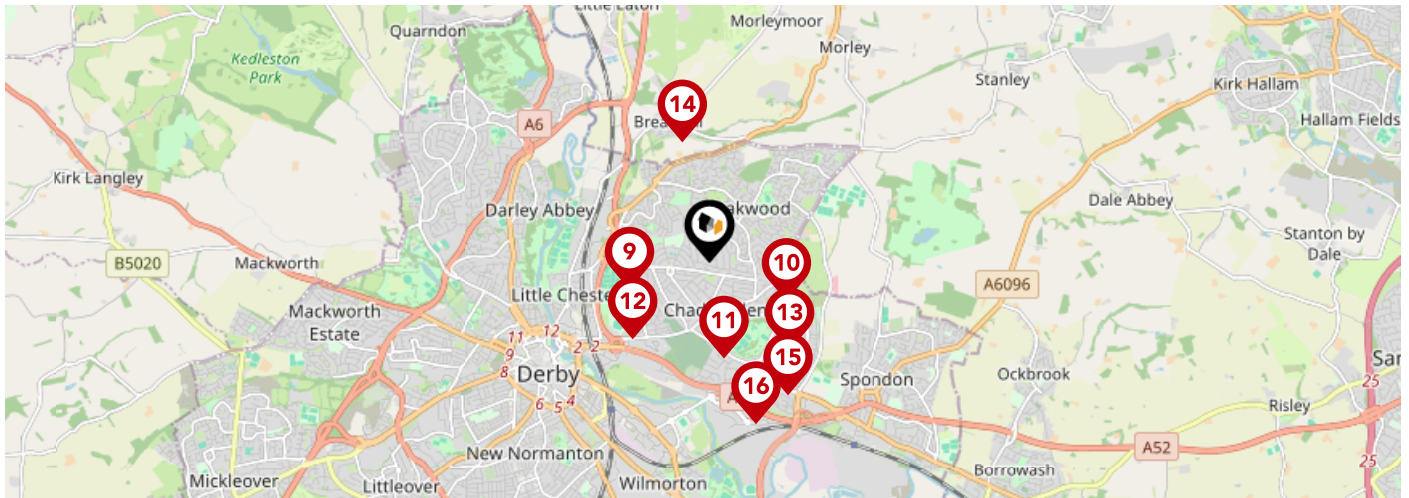 Little Eaton
Quarndon
Morleymoor
Morley
Kedleston
Park
Stanley
Kirk Hallam
14
A6
Hallam Fields
Kirk Langley
Darley Abbey
Dale Abbey
9
Stanton by
Dale
B5020
Mackworth
10
A6096
Little Cheste
12
Mackworth
Estate
11
13
11
12
9
2
2
8
Derby
15
16
Spondon
Ockbrook
25
6
5
4
Risley
New Normanton
A52
25
Mickleover
Littleover
Wilmorton
Borrowash